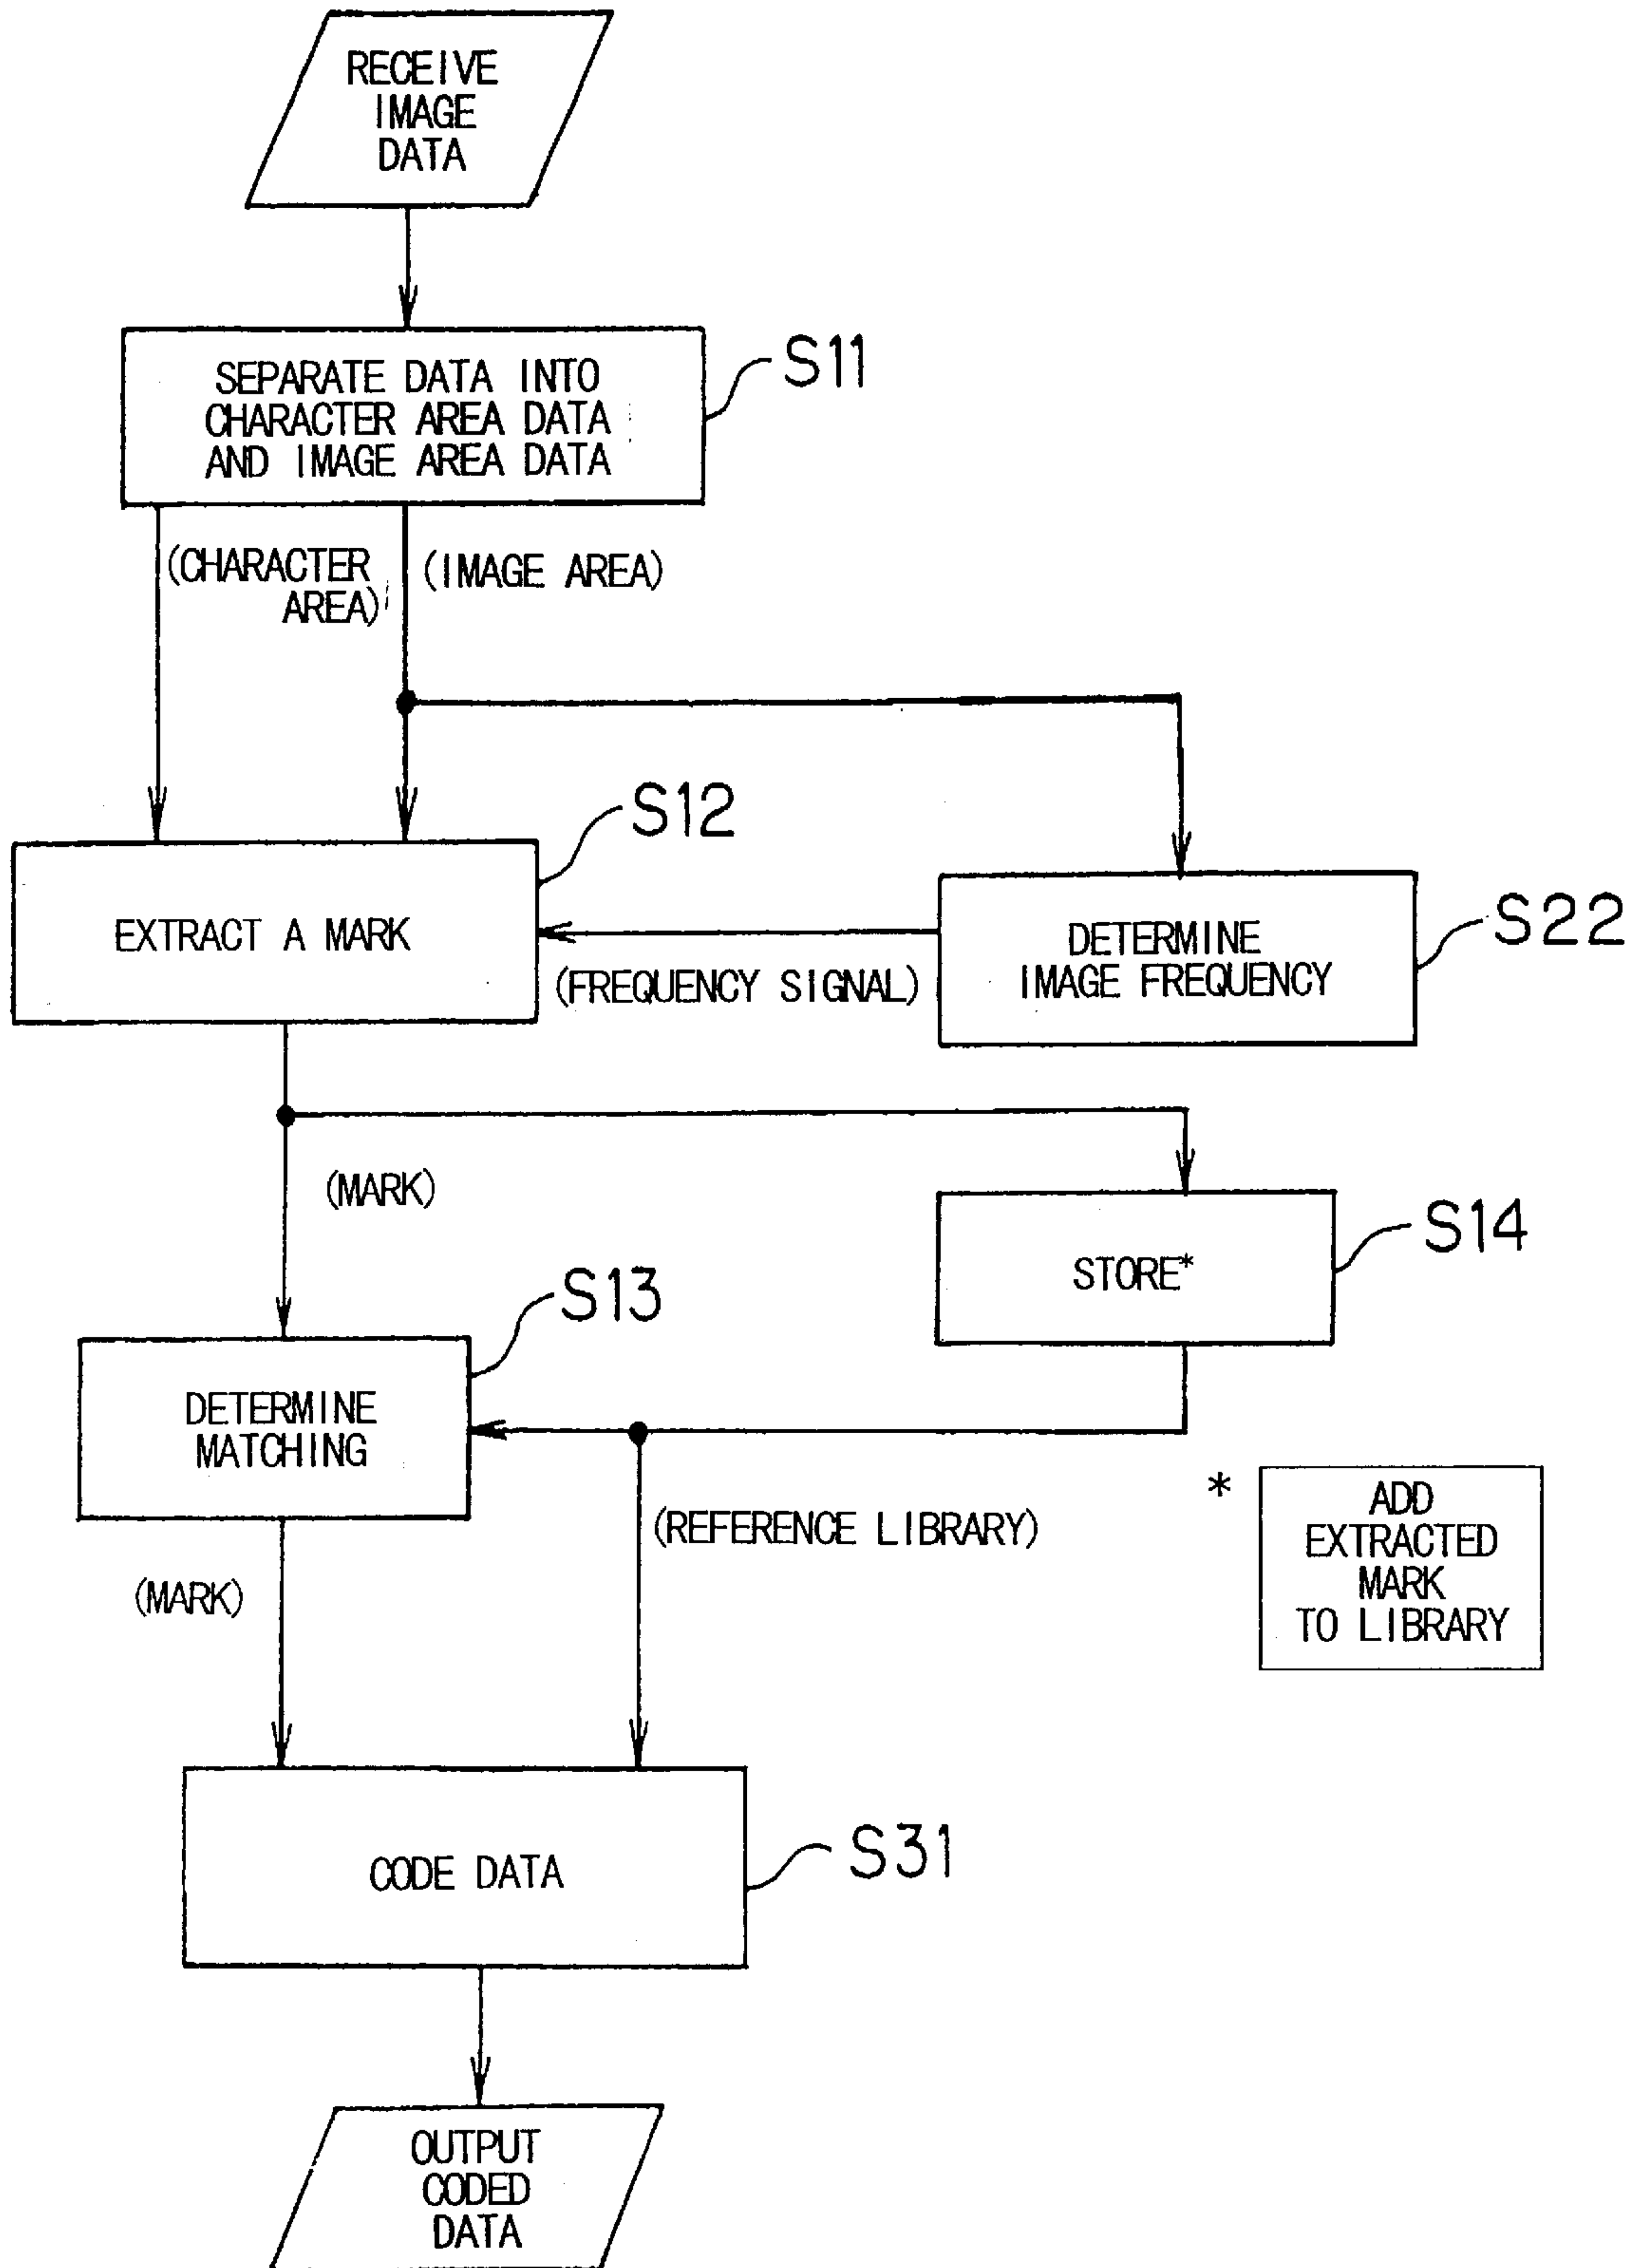 RECEIVE
IMAGE
DATA
SEPARATE DATA INTO
CHARACTER AREA DATA
AND IMAGE AREA DATA
S11
(CHARACTER
AREA)
(IMAGE AREA)
S12
EXTRACT A MARK
DETERMINE
IMAGE FREQUENCY
S22
(FREQUENCY SIGNAL)
(MARK)
STORE*
S14
S13
DETERMINE
MATCHING
(REFERENCE LIBRARY)
* ADD
EXTRACTED
MARK
TO LIBRARY
(MARK)
CODE DATA
S31
OUTPUT
CODED
DATA